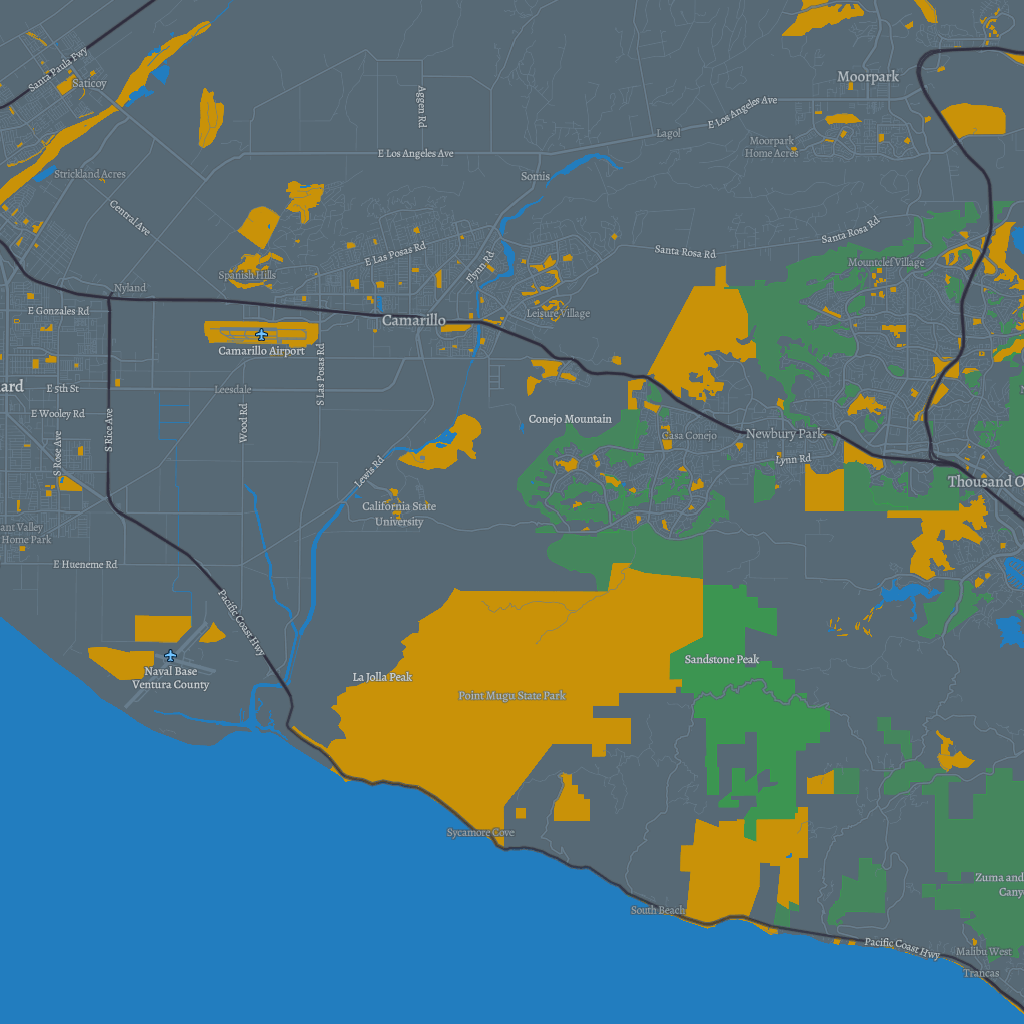 Santa Paula Fwy
Saticoy
Moorpark
Aggen Rd
E Los Angeles Ave
Lagol
Moorpark
Home Acres
E Los Angeles Ave
Strickland Acres
Somis
Central Ave
Santa Rosa Rd
Santa Rosa Rd
E Las Posas Rd
Flynn Rd
Mountclef Village
Spanish Hills
Nyland
E Gonzales Rd
Camarillo
Leisure Village
Camarillo Airport
S Las Posas Rd
ard
E 5th St
Leesdale
E Wooley Rd
Wood Rd
S Rice Ave
S Rose Ave
Conejo Mountain
Casa Conejo
Newbury Park
Lynn Rd
Lewis Rd
Thousand O
California State
University
ant Valley
Home Park
E Hueneme Rd
Pacific Coast Hwy
Naval Base
Ventura County
La Jolla Peak
Sandstone Peak
Point Mugu State Park
Sycamore Cove
Zuma and
Cany
South Beach
Pacific Coast Hwy
Malibu West
Trancas